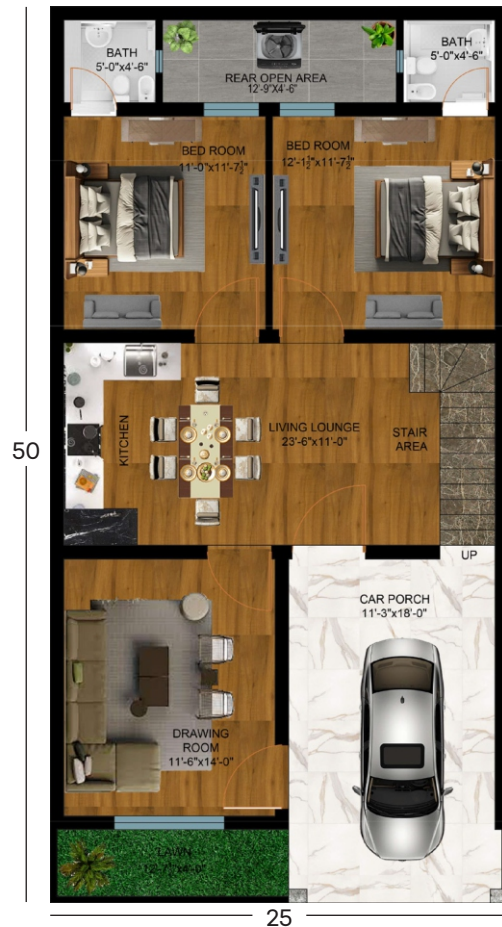 BATH
5'-0"x4'-6"
BATH
5'-0"x4'-6"
REAR OPEN AREA
12'-9"X4'-6"
BED ROOM
11'-0"x11'-7½"
BED ROOM
12'-1½"x11'-7½"
50
KITCHEN
LIVING LOUNGE
23'-6"x11'-0"
STAIR
AREA
UP
CAR PORCH
11'-3"x18'-0"
DRAWING
ROOM
11'-6"x14'-0"
LAWN
25